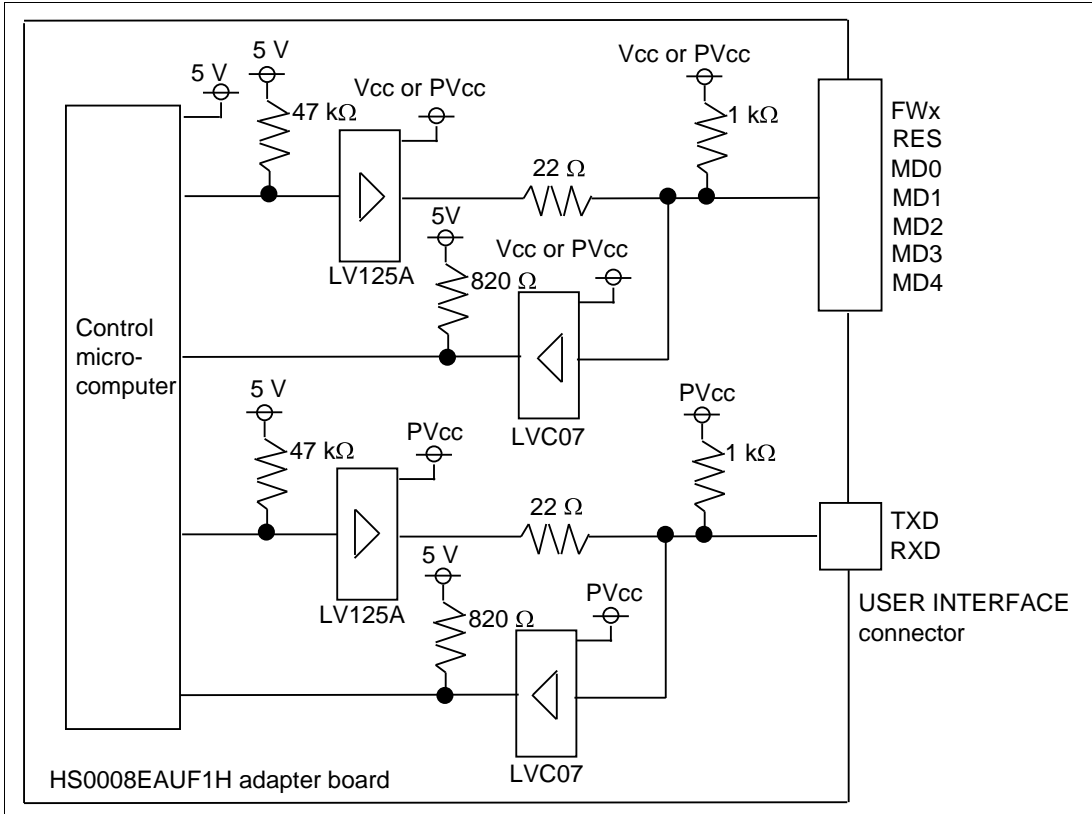 5 V
5 V
47 kΩ
Vcc or PVcc
Vcc or PVcc
1 kΩ
FWx
RES
MD0
MD1
MD2
MD3
MD4
22 Ω
LV125A
5V
820 Ω
Vcc or PVcc
LVC07
Control
micro-
computer
5 V
47 kΩ
PVcc
PVcc
1 kΩ
22 Ω
LV125A
TXD
RXD
5 V
820 Ω
PVcc
LVC07
USER INTERFACE
connector
HS0008EAUF1H adapter board